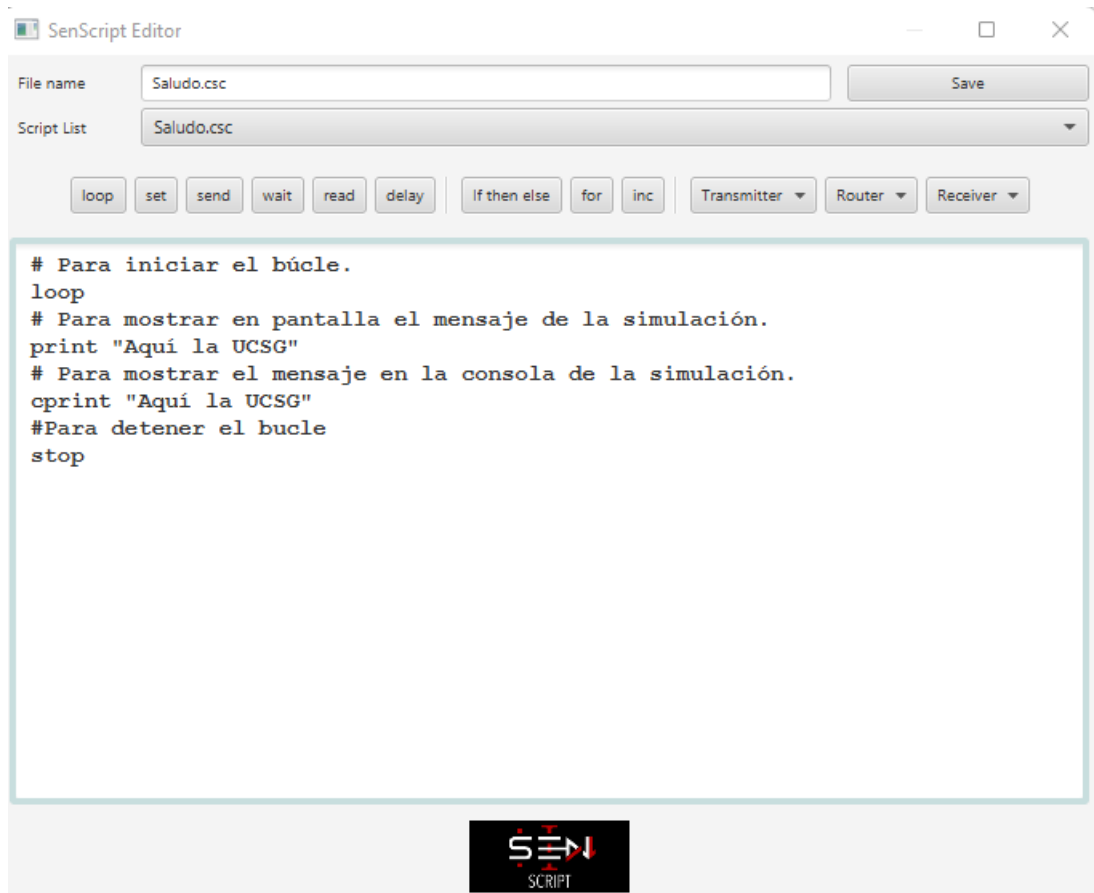 SenScript Editor
File name Saludo.csc Save
Script List Saludo.csc
loop set send wait read delay If then else for inc Transmitter Router Receiver
# Para iniciar el búcle.
loop
# Para mostrar en pantalla el mensaje de la simulación.
print "Aquí la UCSG"
# Para mostrar el mensaje en la consola de la simulación.
cprint "Aquí la UCSG"
#Para detener el bucle
stop
SEN
SCRIPT